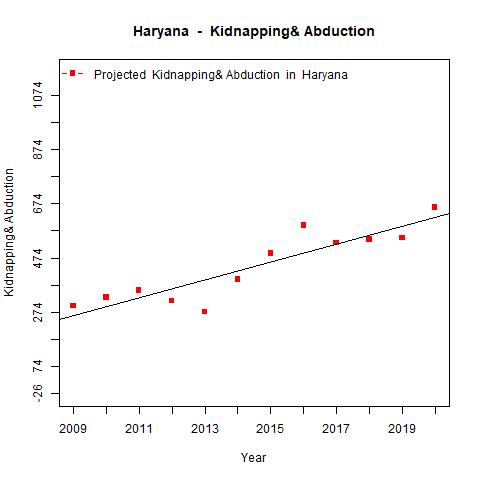 Haryana - Kidnapping& Abduction
Projected Kidnapping& Abduction in Haryana
1074
874
674
474
274
74
-26
Kidnapping& Abduction
2009 2011 2013 2015 2017 2019
Year